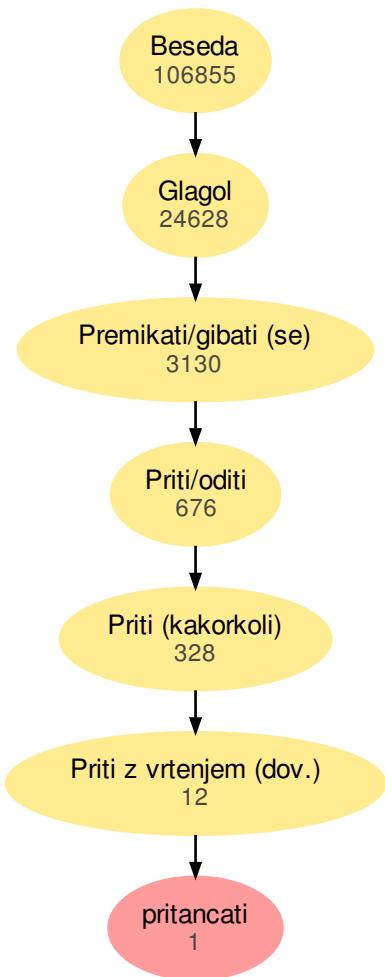 Beseda
106855
Glagol
24628
Premikati/gibati (se)
3130
Priti/oditi
676
Priti (kakorkoli)
328
Priti z vrtenjem (dov.)
12
pritancati
1